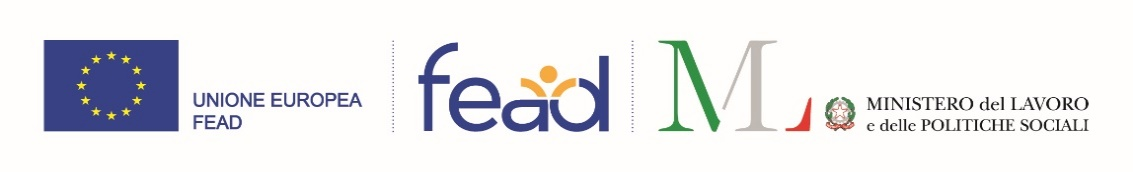 UNIONE EUROPEA
FEAD
fead
ML
MINISTERO del LAVORO
e delle POLITICHE SOCIALI